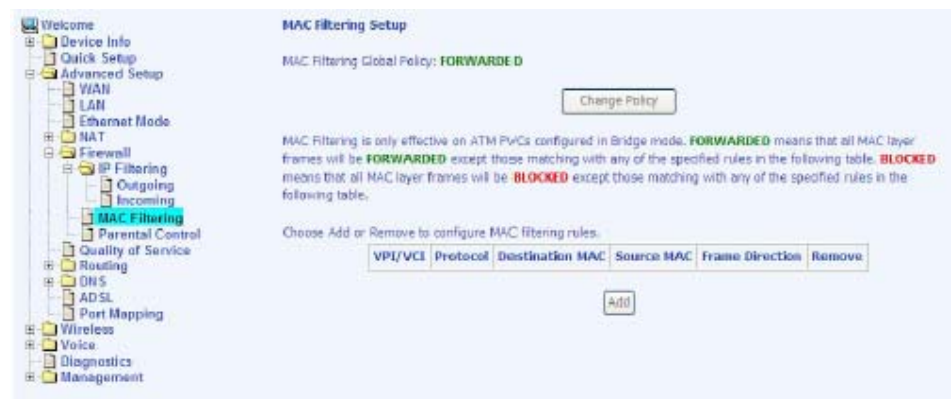 Welcome
Device Info
Quick Setup
Advanced Setup
WAN
LAN
Ethernet Mode
NAT
Firewall
IP Filtering
Outgoing
Incoming
MAC Filtering
Parental Control
Quality of Service
Routing
DNS
ADSL
Port Mapping
Wireless
Voice
Diagnostics
Management
MAC Filtering Setup
MAC Filtering Global Policy: FORWARDED
Change Policy
MAC Filtering is only effective on ATM PVCs configured in Bridge mode. FORWARDED means that all MAC layer
frames will be FORWARDED except those matching with any of the specified rules in the following table. BLOCKED
means that all MAC layer frames will be BLOCKED except those matching with any of the specified rules in the
following table.
Choose Add or Remove to configure MAC filtering rules.
VPI/VCI Protocol Destination MAC Source MAC Frame Direction Remove
Add